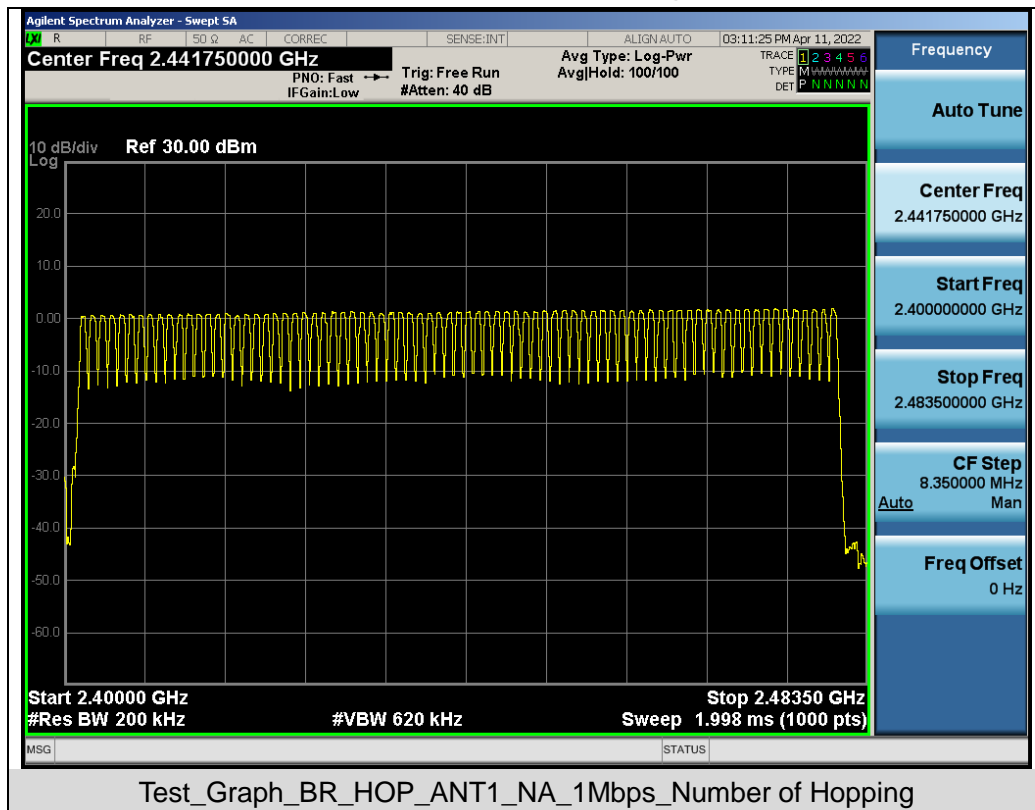 Agilent Spectrum Analyzer - Swept SA
LXI R RF 50 Ω AC CORREC SENSE:INT ALIGN AUTO 03:11:25 PM Apr 11, 2022
Center Freq 2.441750000 GHz
PNO: Fast
IFGain:Low
Trig: Free Run
#Atten: 40 dB
Avg Type: Log-Pwr
Avg|Hold: 100/100
TRACE 1 2 3 4 5 6
TYPE M
DET P N N N N N
10 dB/div Ref 30.00 dBm
Log
20.0
10.0
0.00
-10.0
-20.0
-30.0
-40.0
-50.0
-60.0
Start 2.40000 GHz Stop 2.48350 GHz
#Res BW 200 kHz #VBW 620 kHz Sweep 1.998 ms (1000 pts)
MSG STATUS
Frequency
Auto Tune
Center Freq
2.441750000 GHz
Start Freq
2.400000000 GHz
Stop Freq
2.483500000 GHz
CF Step
8.350000 MHz
Auto Man
Freq Offset
0 Hz
Test_Graph_BR_HOP_ANT1_NA_1Mbps_Number of Hopping